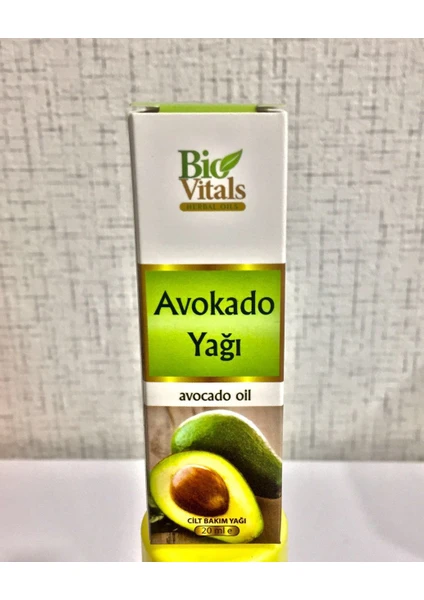 Bio
Vitals
HERBAL OILS
Avokado
Yağı
avocado oil
CİLT BAKIM YAĞI
20 ml e